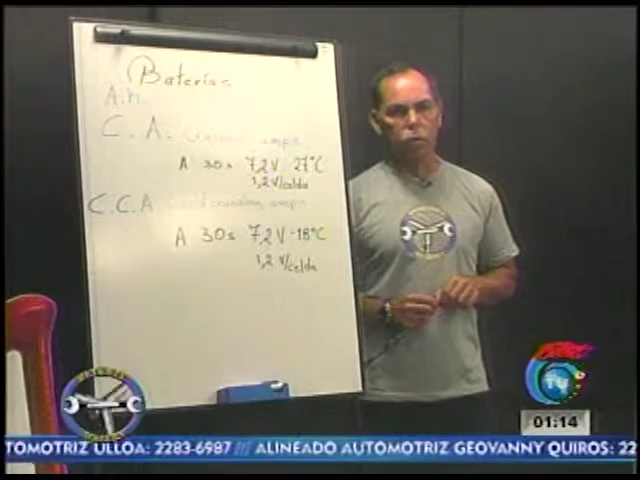 Baterías
A.h.
C.A. Cranking amps
A 30s 7,2V 27°C
1,2 V/celda
C.C.A Cold cranking amps
A 30s 7,2V -18°C
1,2 V/celda
TV
01:14
TOMOTRIZ ULLOA: 2283-6987 /// ALINEADO AUTOMOTRIZ GEOVANNY QUIROS: 22